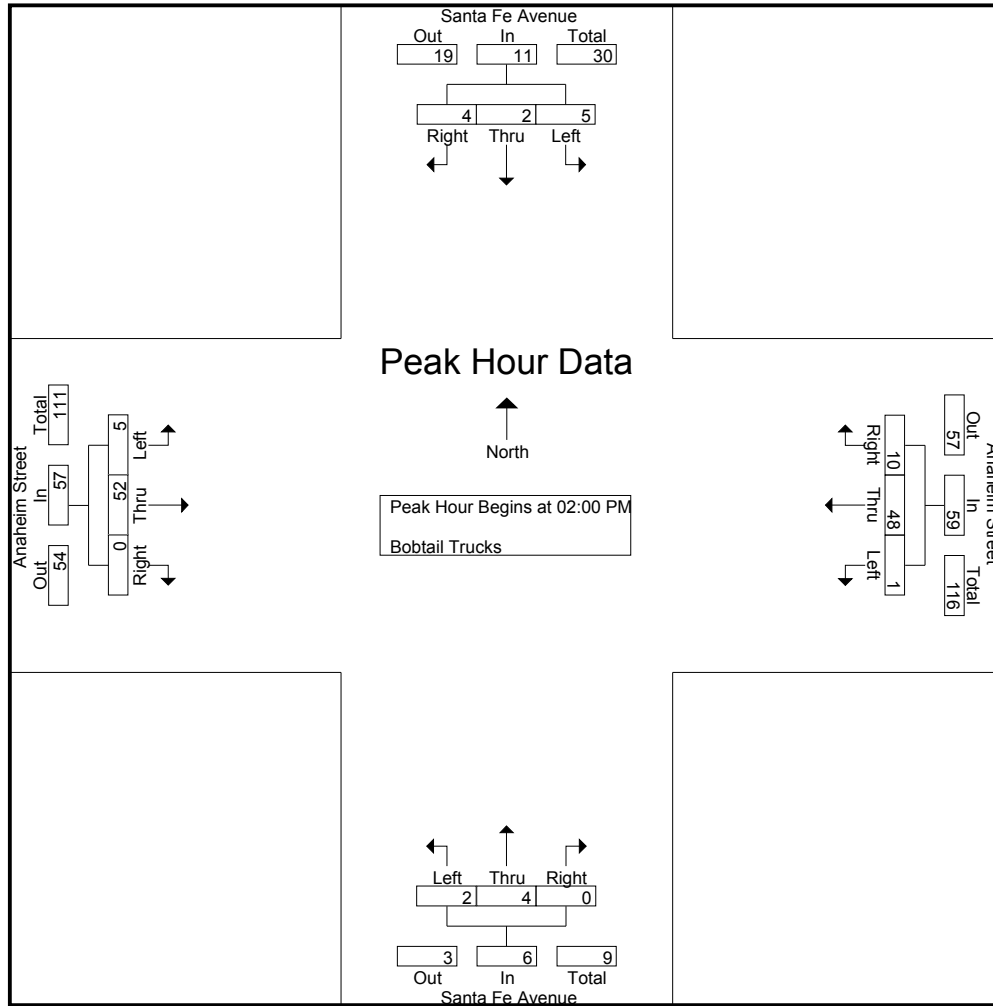 Santa Fe Avenue
Out In Total
19 11 30
4 2 5
Right Thru Left
Peak Hour Data
North
Peak Hour Begins at 02:00 PM
Bobtail Trucks
Anaheim Street
Total In Out
111 57 54
5 52 0
Left Thru Right
Anaheim Street
Out In Total
57 59 116
10 48 1
Right Thru Left
Left Thru Right
2 4 0
3 6 9
Out In Total
Santa Fe Avenue